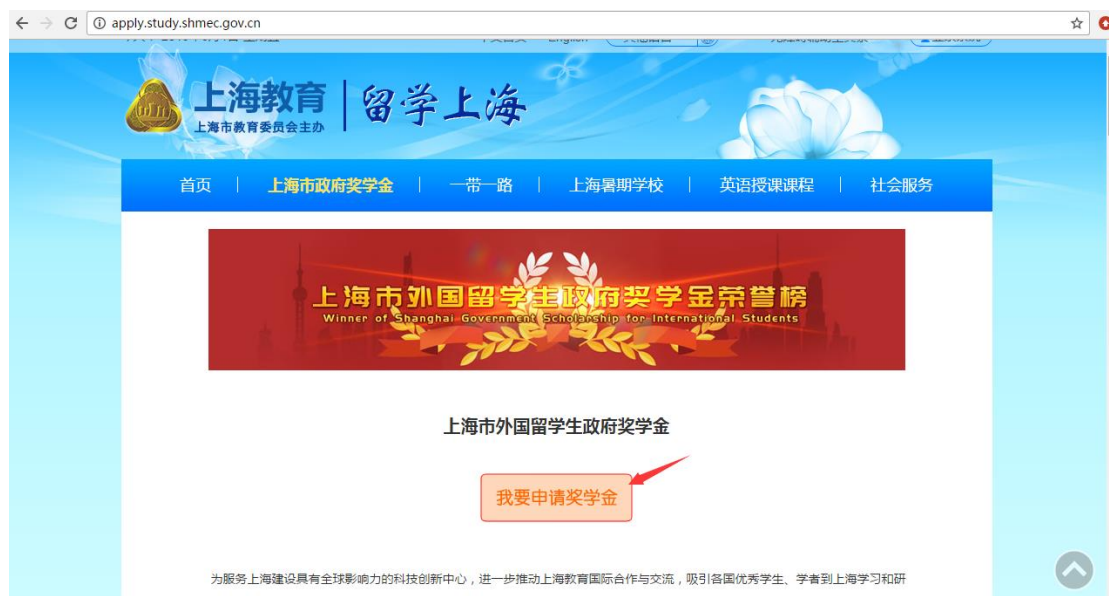 apply.study.shmec.gov.cn
上海教育
上海市教育委员会主办
留学上海
首页 | 上海市政府奖学金 | 一带一路 | 上海暑期学校 | 英语授课课程 | 社会服务
上海市外国留学生政府奖学金荣誉榜
Winner of Shanghai Government Scholarship for International Students
上海市外国留学生政府奖学金
我要申请奖学金
为服务上海建设具有全球影响力的科技创新中心，进一步推动上海教育国际合作与交流，吸引各国优秀学生、学者到上海学习和研